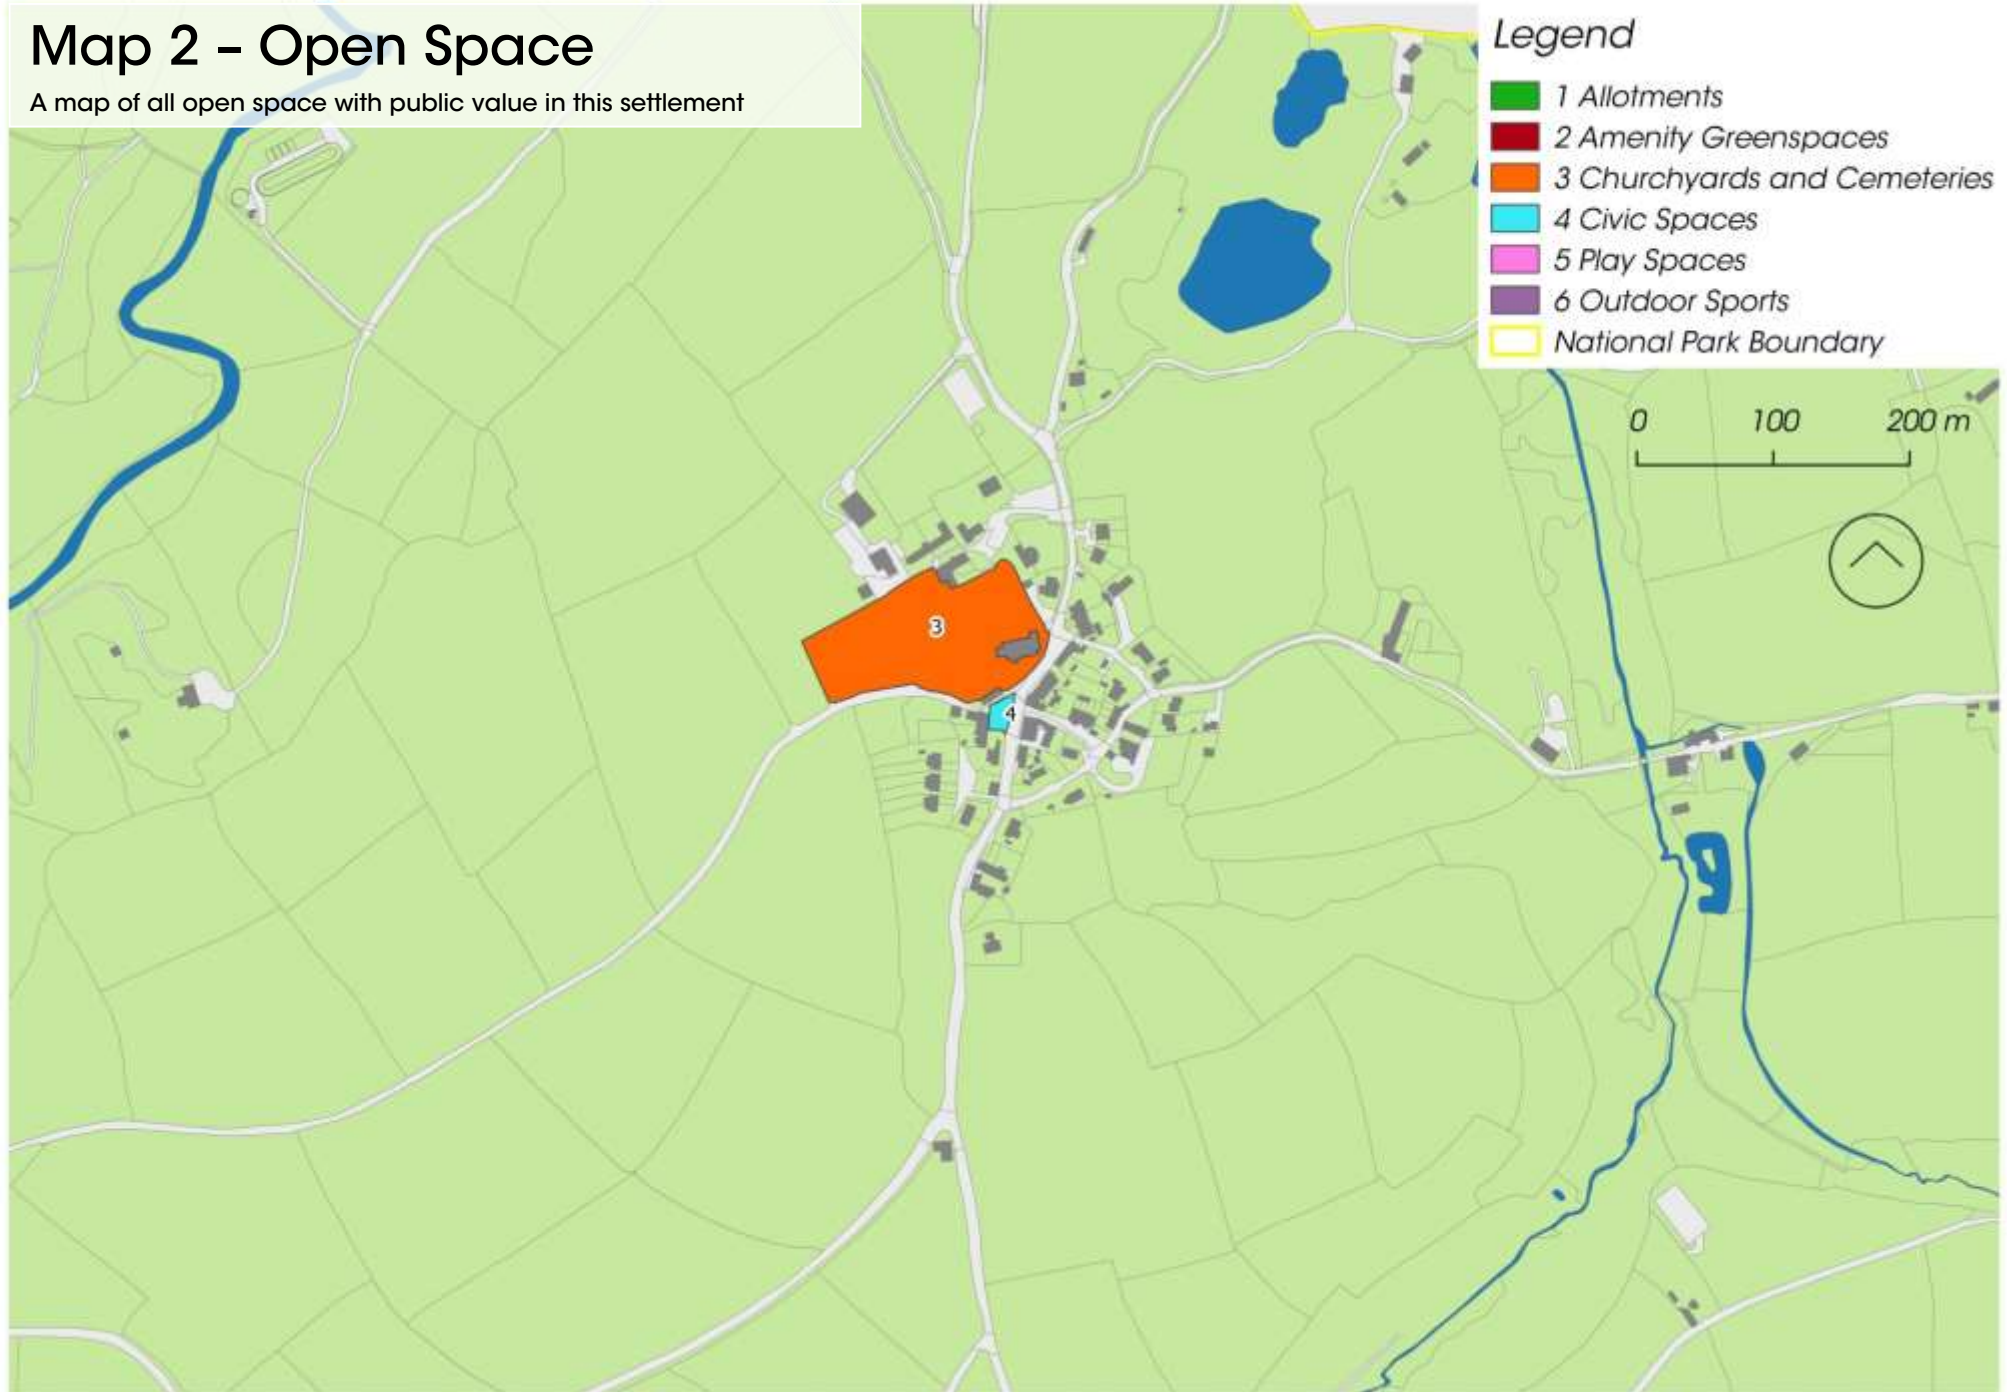 Map 2 – Open Space
A map of all open space with public value in this settlement
Legend
1 Allotments
2 Amenity Greenspaces
3 Churchyards and Cemeteries
4 Civic Spaces
5 Play Spaces
6 Outdoor Sports
National Park Boundary
0 100 200 m
3
4